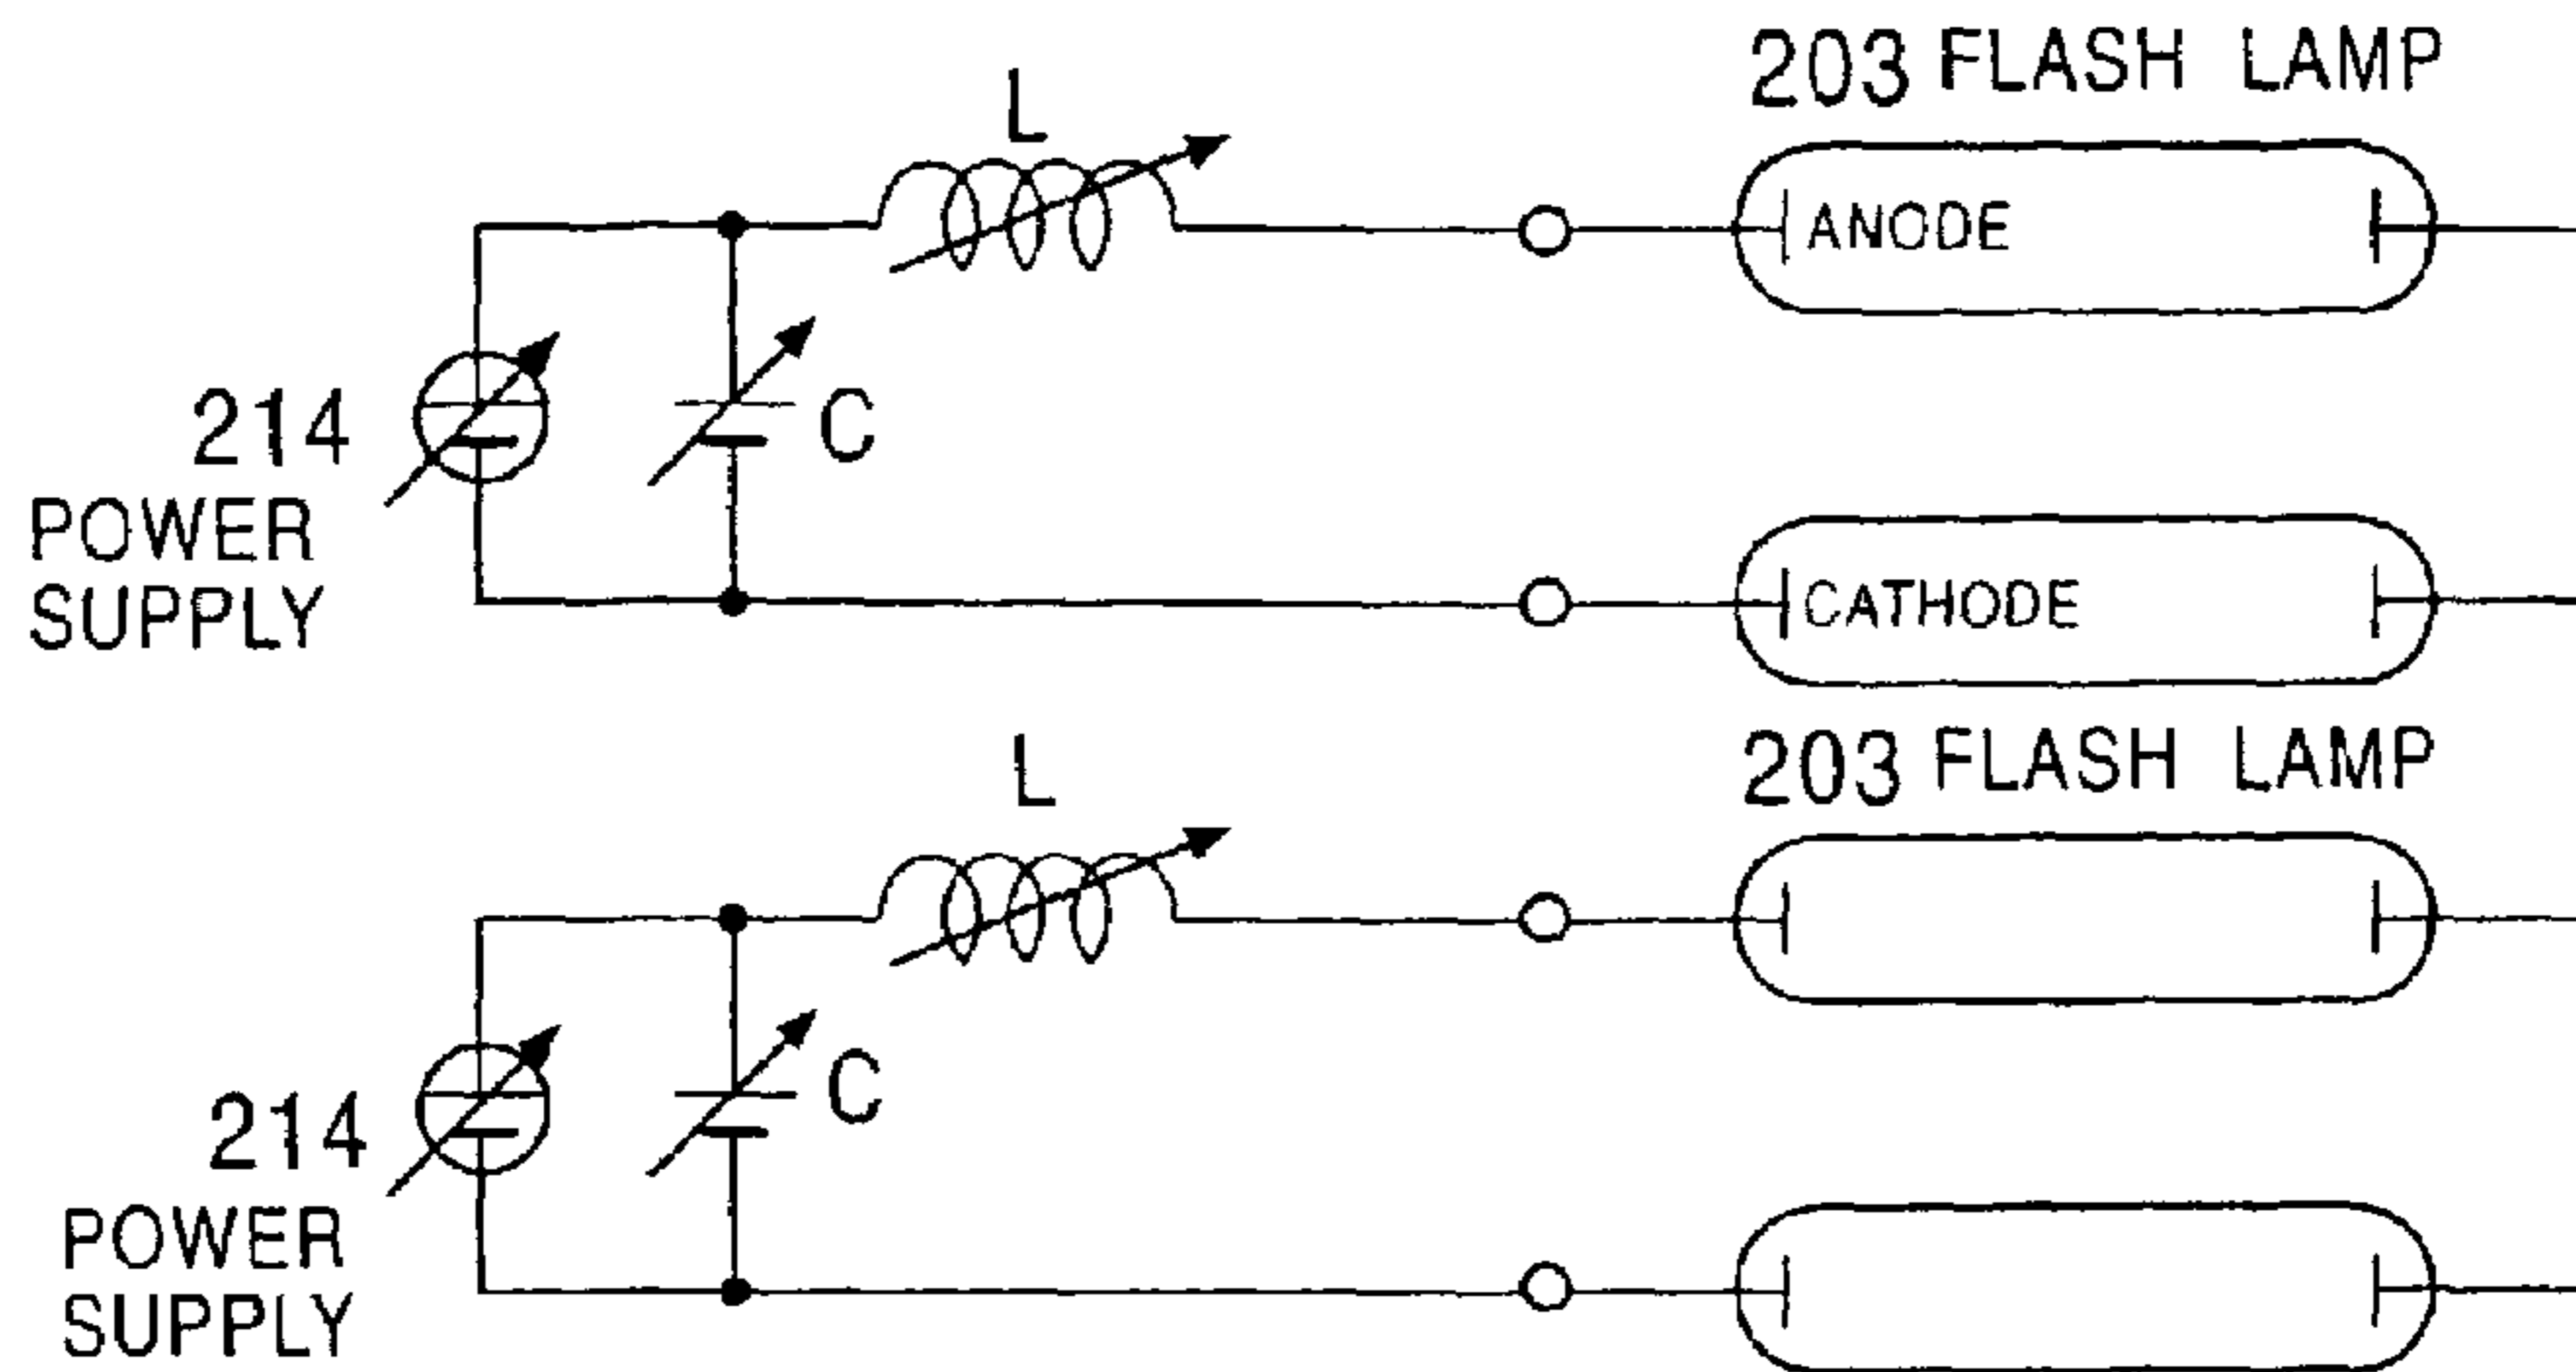 203 FLASH LAMP
L
ANODE
214
C
POWER
SUPPLY
CATHODE
203 FLASH LAMP
L
214
C
POWER
SUPPLY